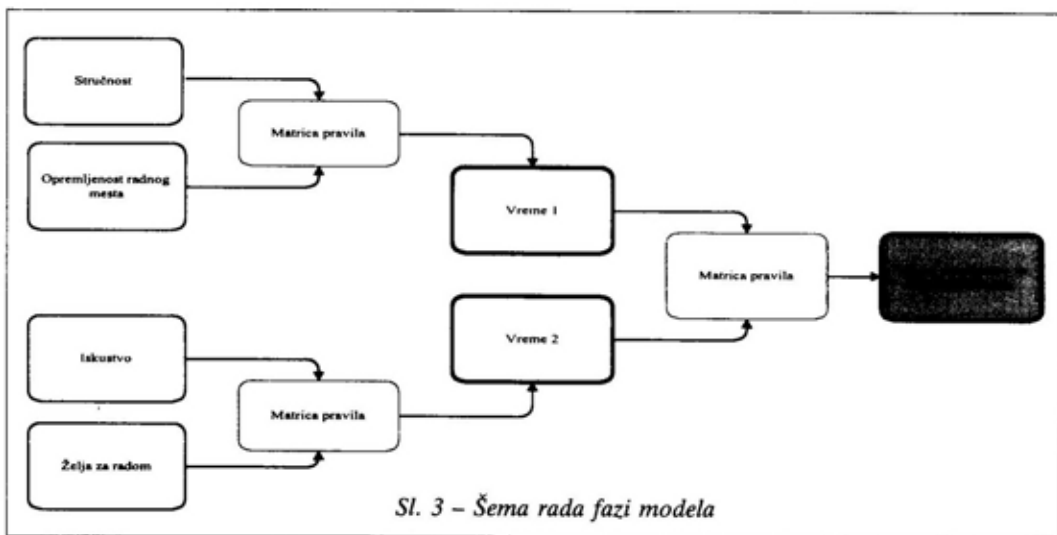 Stručnost
Matrica pravila
Opremljenost radnog
mesta
Vreme 1
Matrica pravila
Vreme 2
Iskustvo
Matrica pravila
Želja za radom
Sl. 3 – Šema rada fazi modela